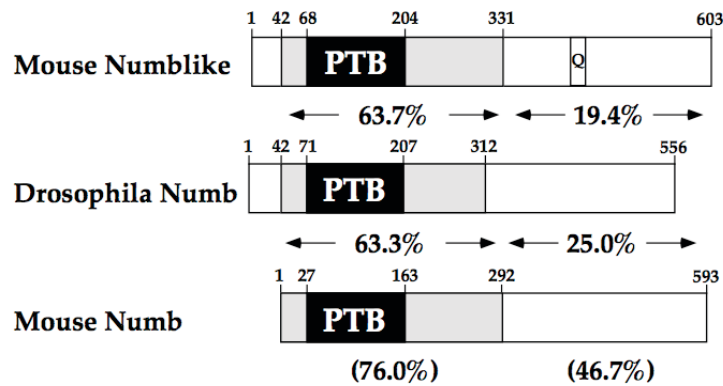 1 42 68 204 331 603
Mouse Numblike PTB Q
63.7% 19.4%
1 42 71 207 312 556
Drosophila Numb PTB
63.3% 25.0%
1 27 163 292 593
Mouse Numb PTB
(76.0%) (46.7%)